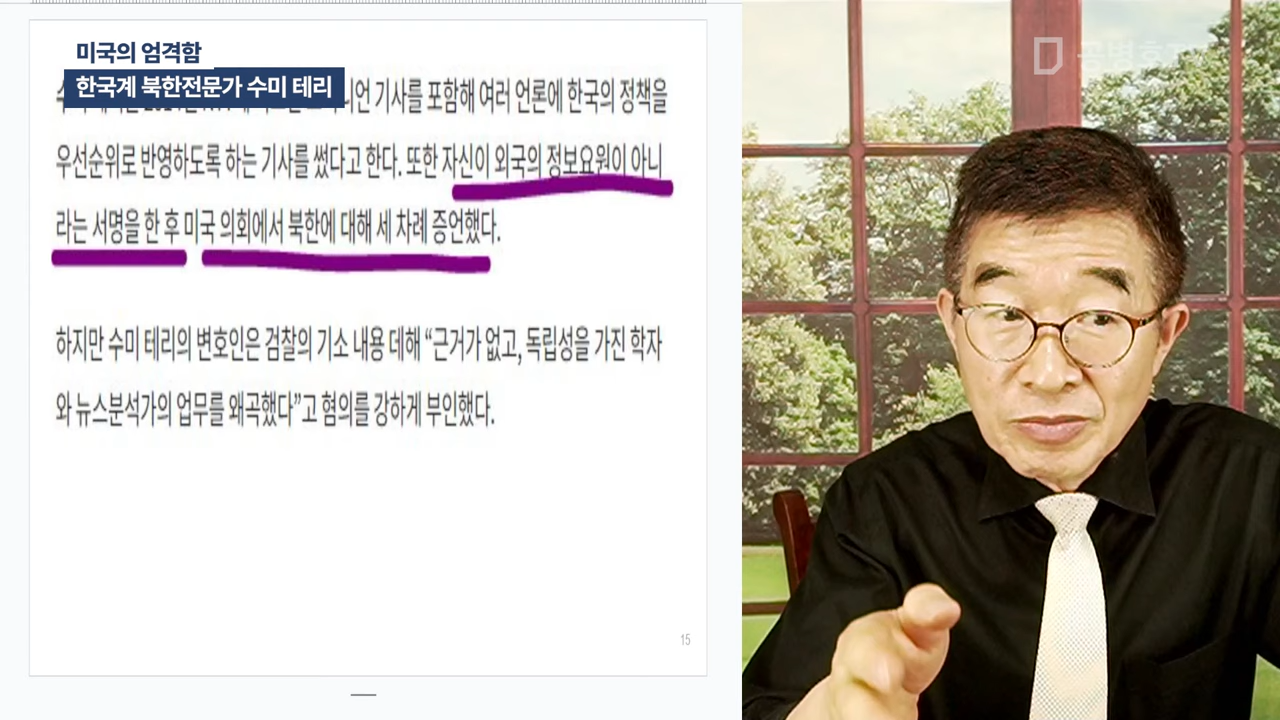 미국의 엄격함
한국계 북한전문가 수미 테리
기사를 포함해 여러 언론에 한국의 정책을
우선순위로 반영하도록 하는 기사를 썼다고 한다. 또한 자신이 외국의 정보요원이 아니
라는 서명을 한 후 미국 의회에서 북한에 대해 세 차례 증언했다.
하지만 수미 테리의 변호인은 검찰의 기소 내용 데해 “근거가 없고, 독립성을 가진 학자
와 뉴스분석가의 업무를 왜곡했다”고 혐의를 강하게 부인했다.
15
공병호